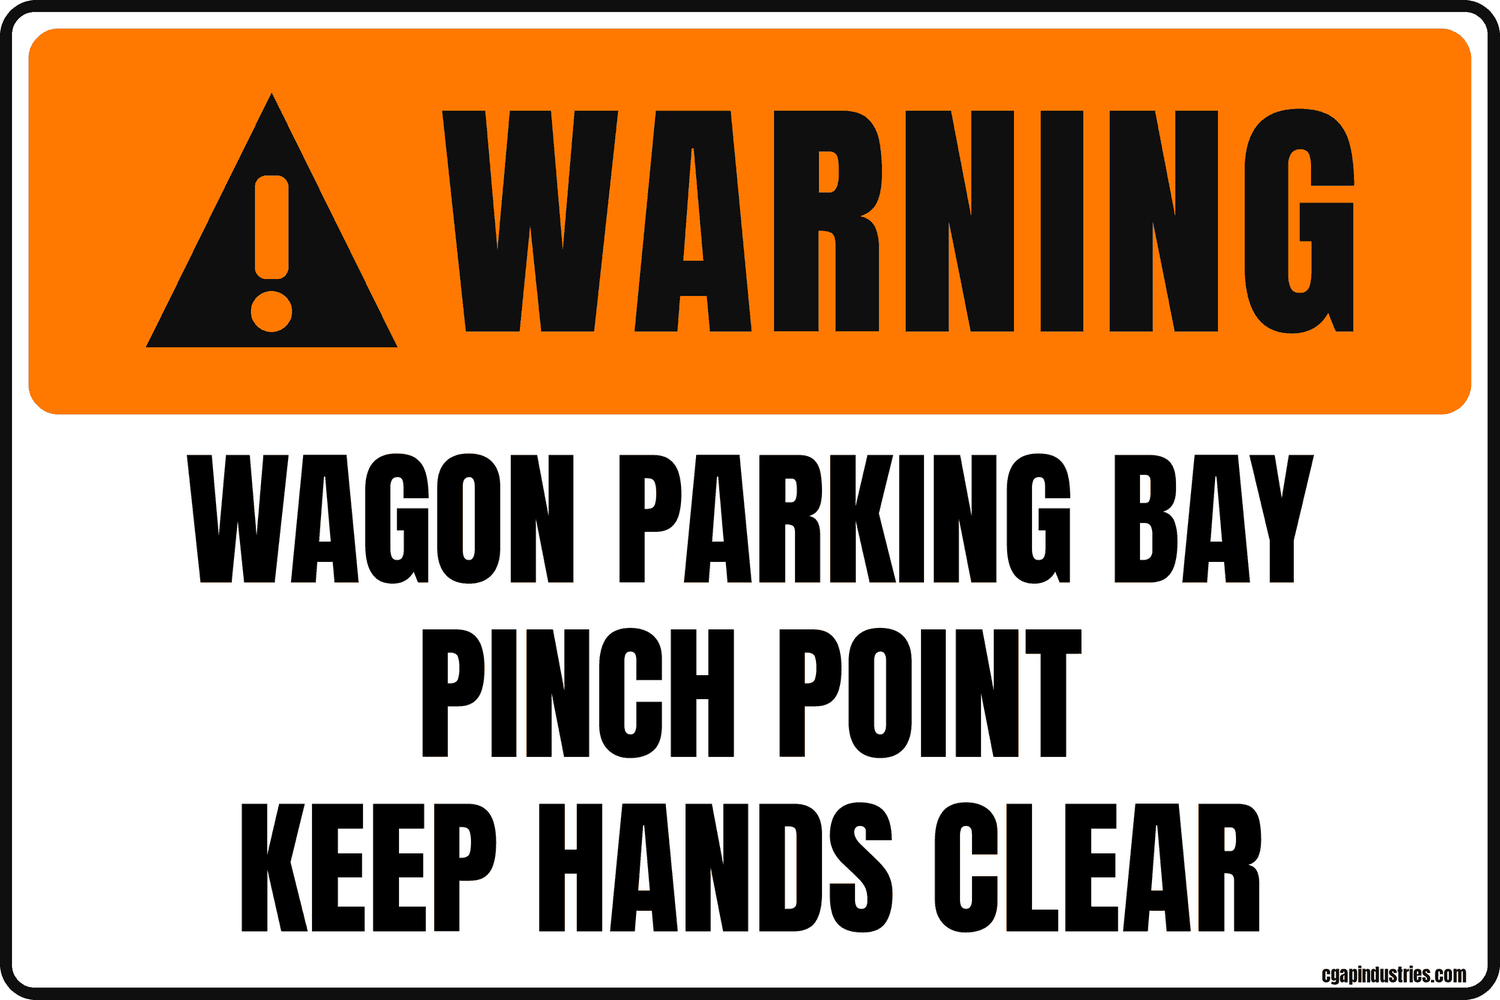 WARNING
WAGON PARKING BAY
PINCH POINT
KEEP HANDS CLEAR
cgapindustries.com